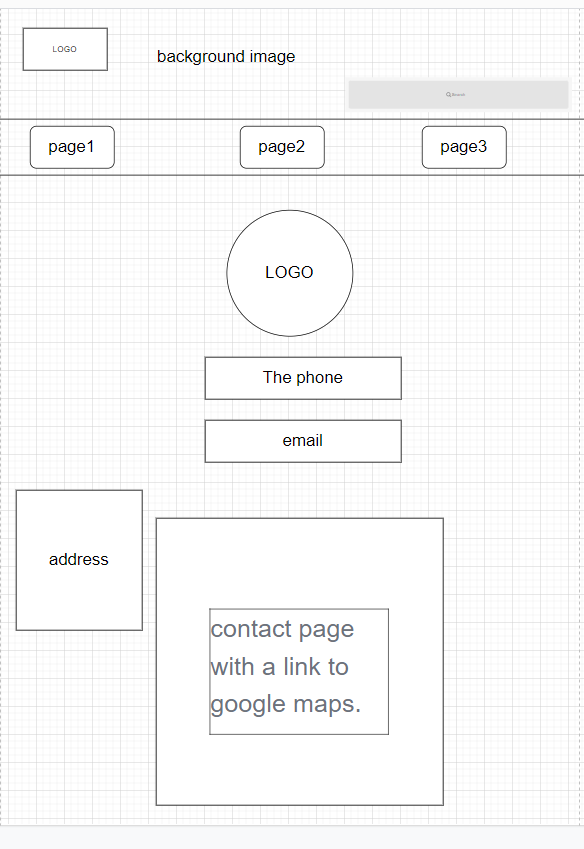 LOGO
background image
Search
page1 page2 page3
LOGO
The phone
email
address
contact page
with a link to
google maps.